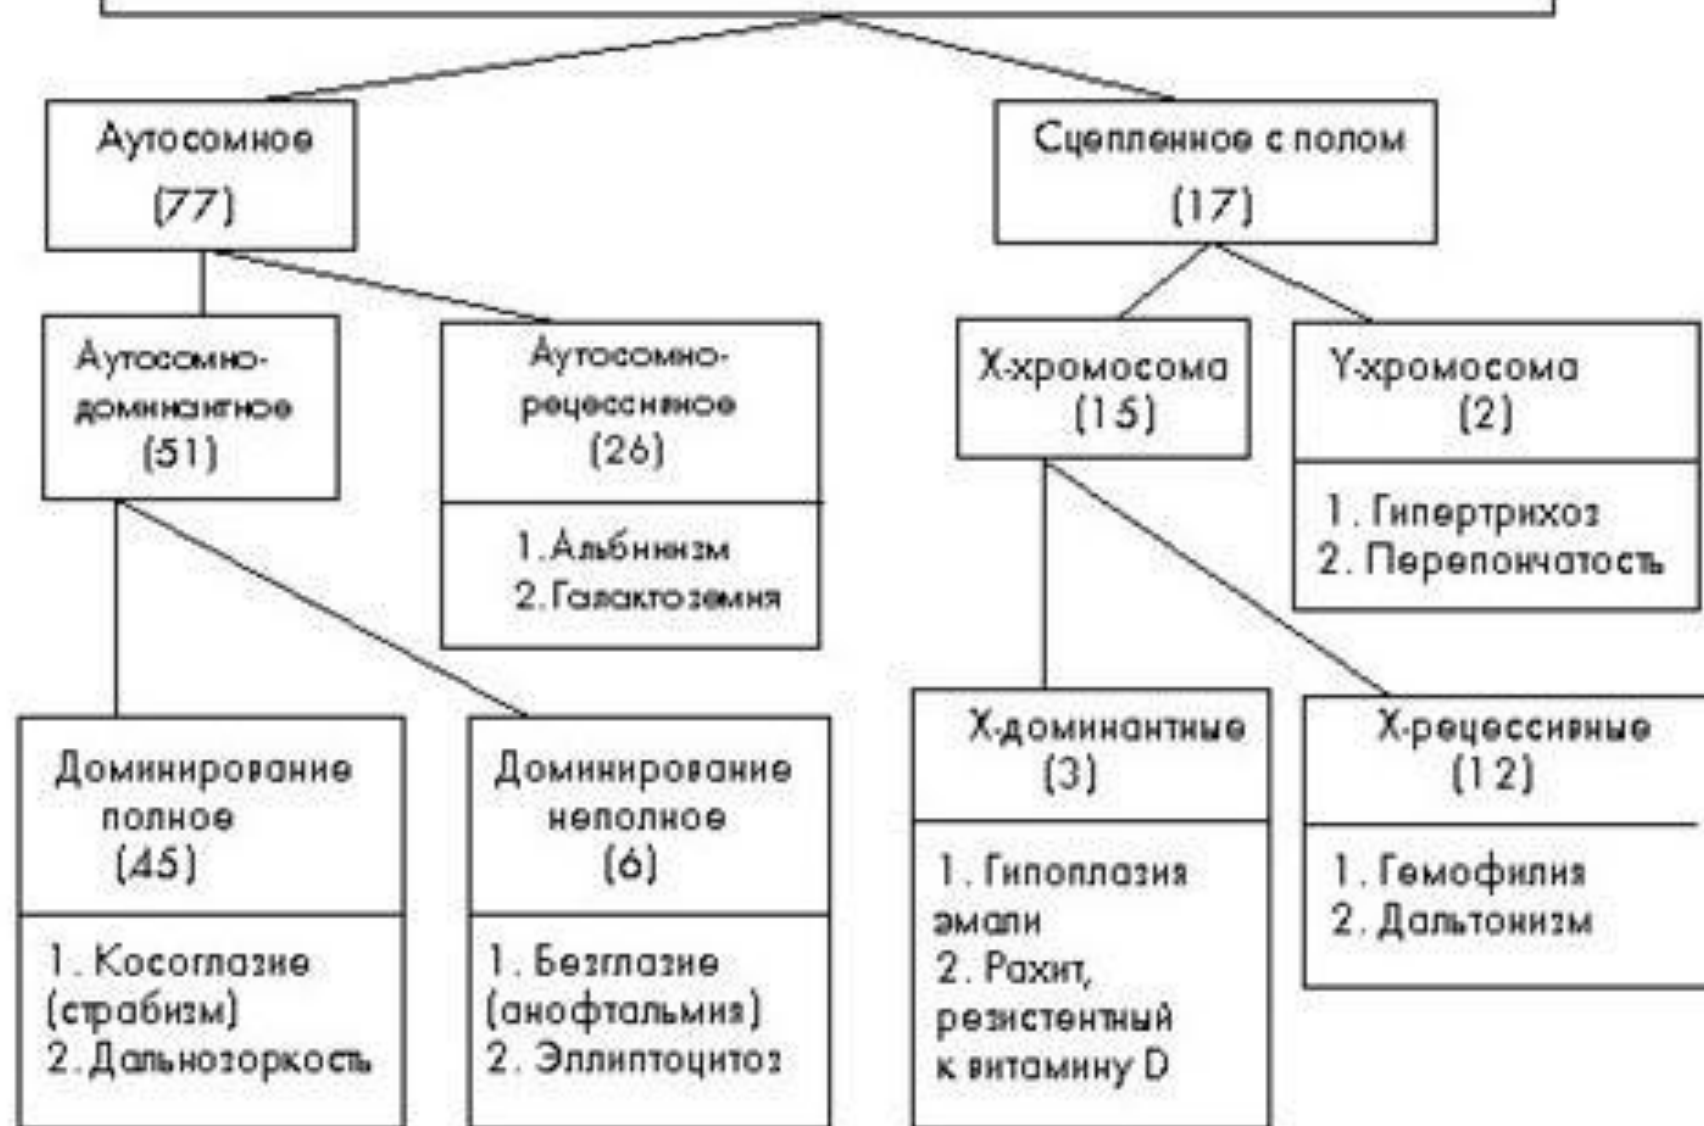 Аутосомное
(77)
Сцепленное с полом
(17)
Аутосомно-
доминантное
(51)
Аутосомно-
рецессивное
(26)
1. Альбинизм
2. Галактоземия
X-хромосома
(15)
Y-хромосома
(2)
1. Гипертрихоз
2. Перепончатость
Доминирование
полное
(45)
1. Косоглазие
(страбизм)
2. Дальнозоркость
Доминирование
неполное
(6)
1. Безглазие
(анофтальмия)
2. Эллиптоцитоз
X-доминантные
(3)
1. Гипоплазия
эмали
2. Рахит,
резистентный
к витамину D
X-рецессивные
(12)
1. Гемофилия
2. Дальтонизм